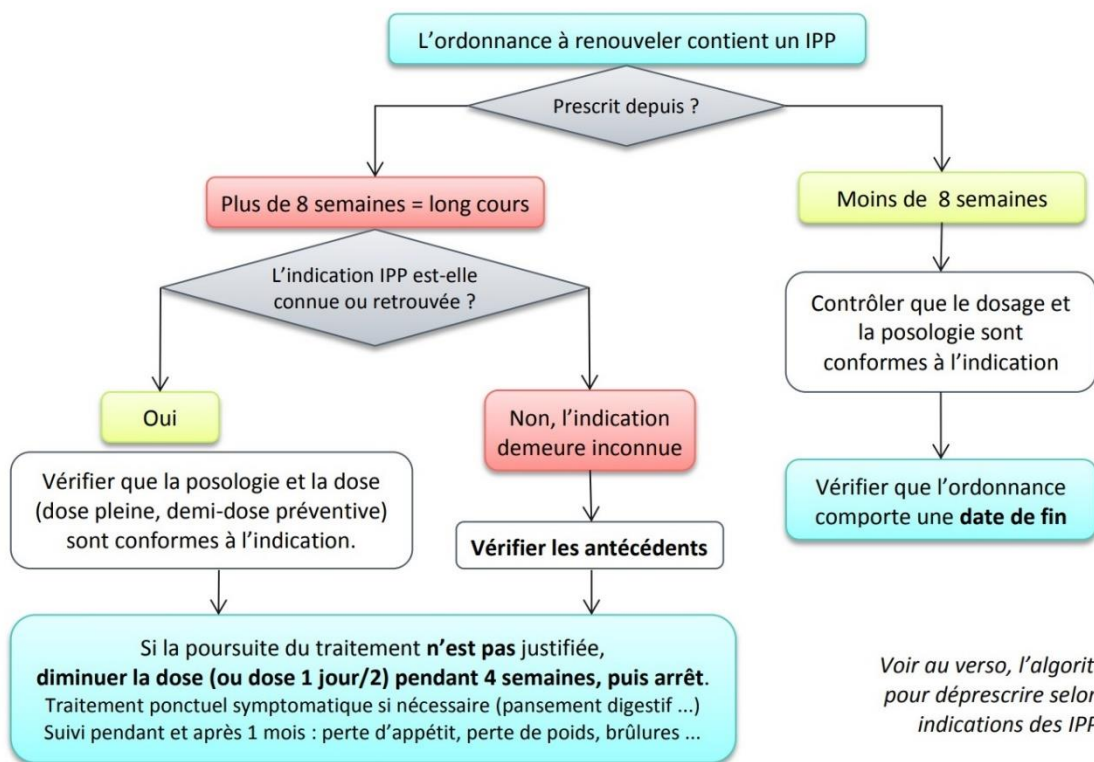 L'ordonnance à renouveler contient un IPP
Prescrit depuis ?
Plus de 8 semaines = long cours
Moins de 8 semaines
L'indication IPP est-elle
connue ou retrouvée ?
Contrôler que le dosage et
la posologie sont
conformes à l'indication
Oui
Non, l'indication
demeure inconnue
Vérifier que la posologie et la dose
(dose pleine, demi-dose préventive)
sont conformes à l'indication.
Vérifier les antécédents
Vérifier que l'ordonnance
comporte une date de fin
Si la poursuite du traitement n'est pas justifiée,
diminuer la dose (ou dose 1 jour/2) pendant 4 semaines, puis arrêt.
Traitement ponctuel symptomatique si nécessaire (pansement digestif ...)
Suivi pendant et après 1 mois : perte d'appétit, perte de poids, brûlures ...
Voir au verso, l'algorit
pour déprescrire selon
indications des IPP